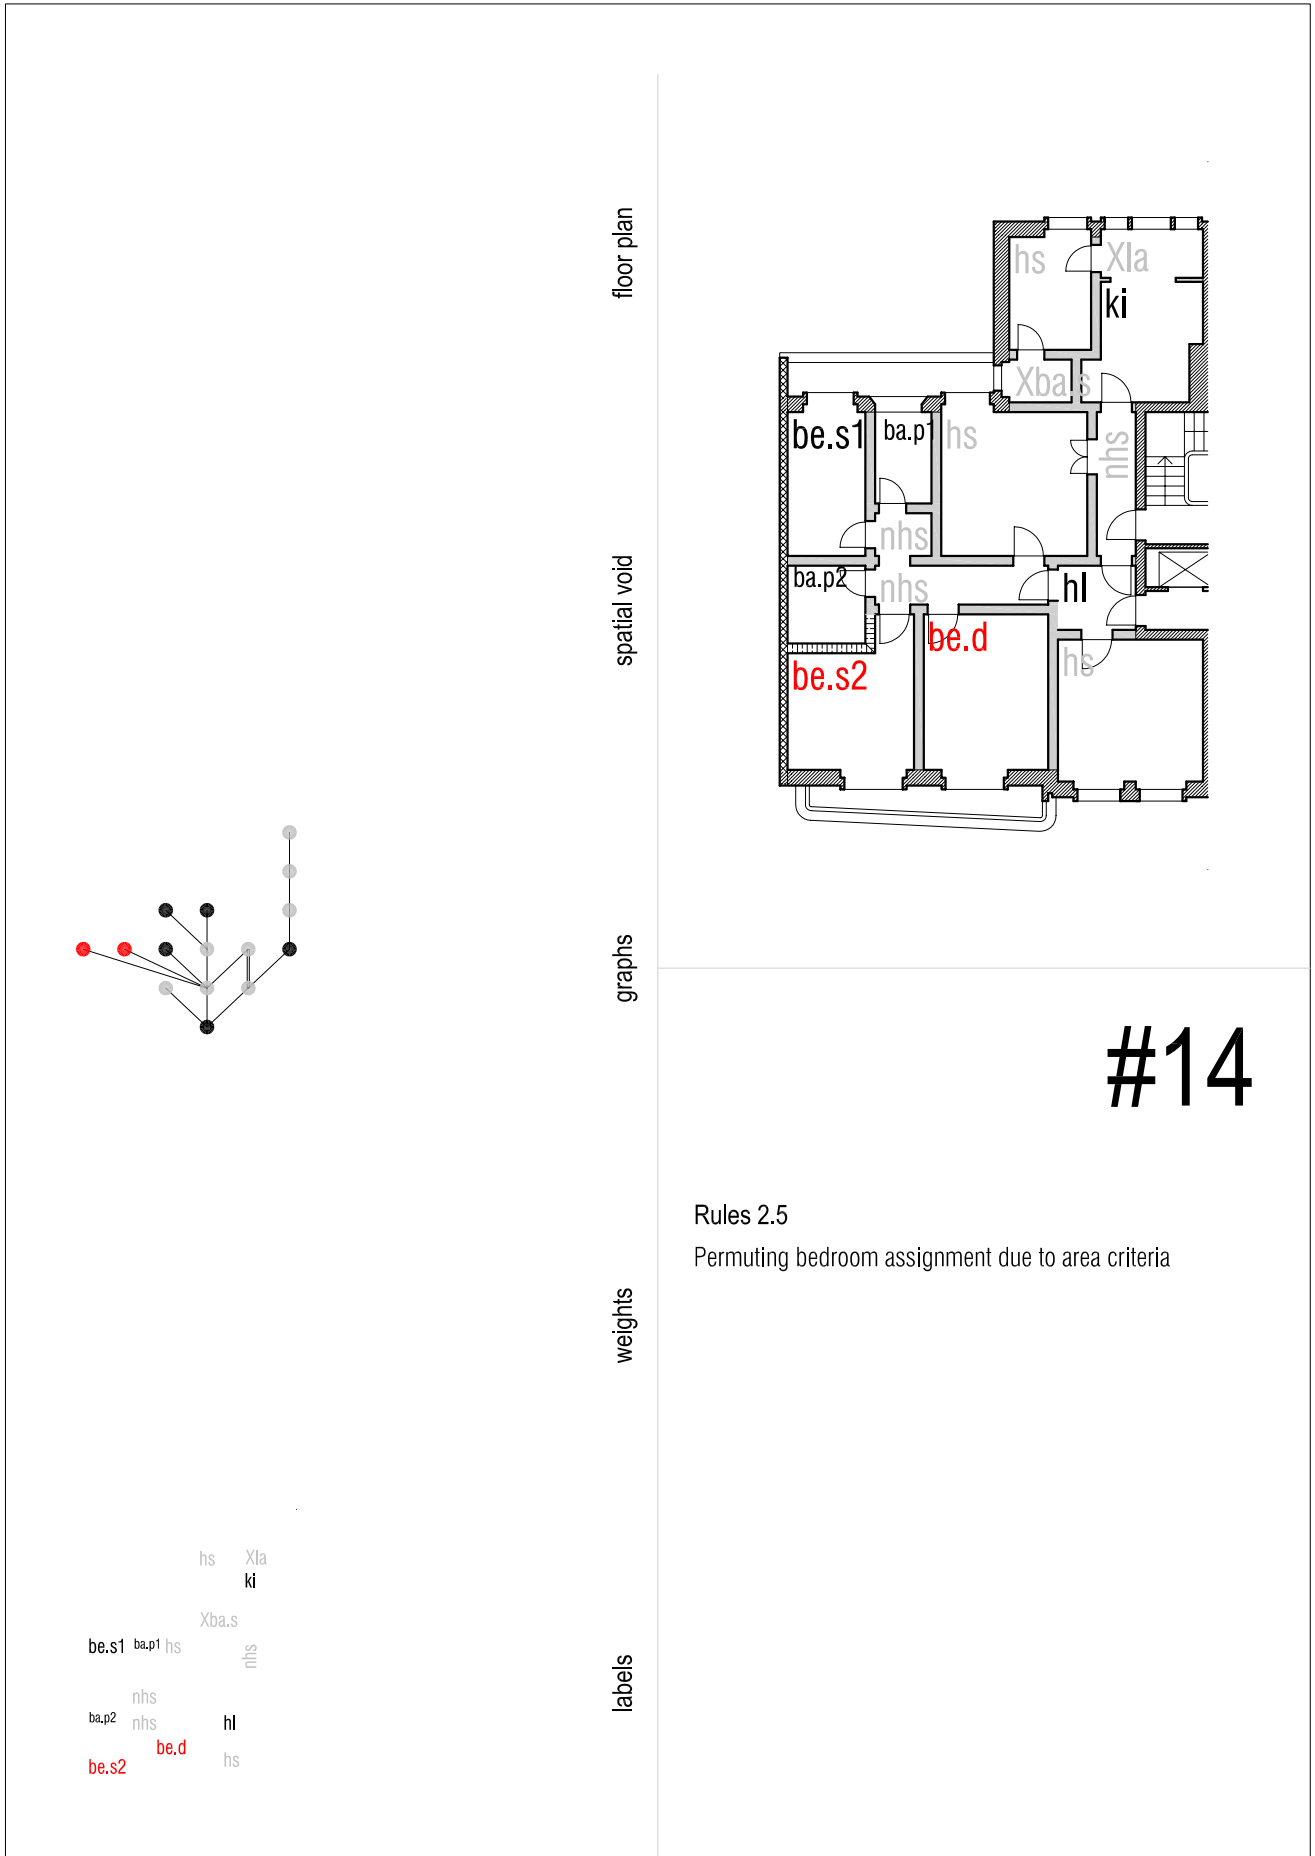 floor plan
spatial void
graphs
weights
labels
hs
Xla
ki
Xba.s
be.s1
ba.p1
hs
nhs
nhs
ba.p2
nhs
hl
be.d
hs
be.s2
#14
Rules 2.5
Permuting bedroom assignment due to area criteria
hs
Xla
ki
Xba.s
be.s1
ba.p1
hs
nhs
nhs
ba.p2
nhs
hl
be.d
hs
be.s2